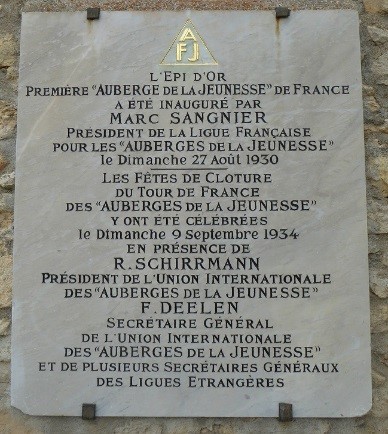 AFJ
L'EPI D'OR
PREMIÈRE "AUBERGE DE LA JEUNESSE" DE FRANCE
A ÉTÉ INAUGURÉ PAR
MARC SANGNIER
PRÉSIDENT DE LA LIGUE FRANÇAISE
POUR LES "AUBERGES DE LA JEUNESSE"
le Dimanche 27 Août 1930
LES FÊTES DE CLOTURE
DU TOUR DE FRANCE
DES "AUBERGES DE LA JEUNESSE"
Y ONT ÉTÉ CÉLÉBRÉES
le Dimanche 9 Septembre 1934
EN PRÉSENCE DE
R. SCHIRRMANN
PRÉSIDENT DE L'UNION INTERNATIONALE
DES "AUBERGES DE LA JEUNESSE"
F. DEELEN
SECRÉTAIRE GÉNÉRAL
DE L'UNION INTERNATIONALE
DES "AUBERGES DE LA JEUNESSE"
ET DE PLUSIEURS SECRÉTAIRES GÉNÉRAUX
DES LIGUES ETRANGÈRES